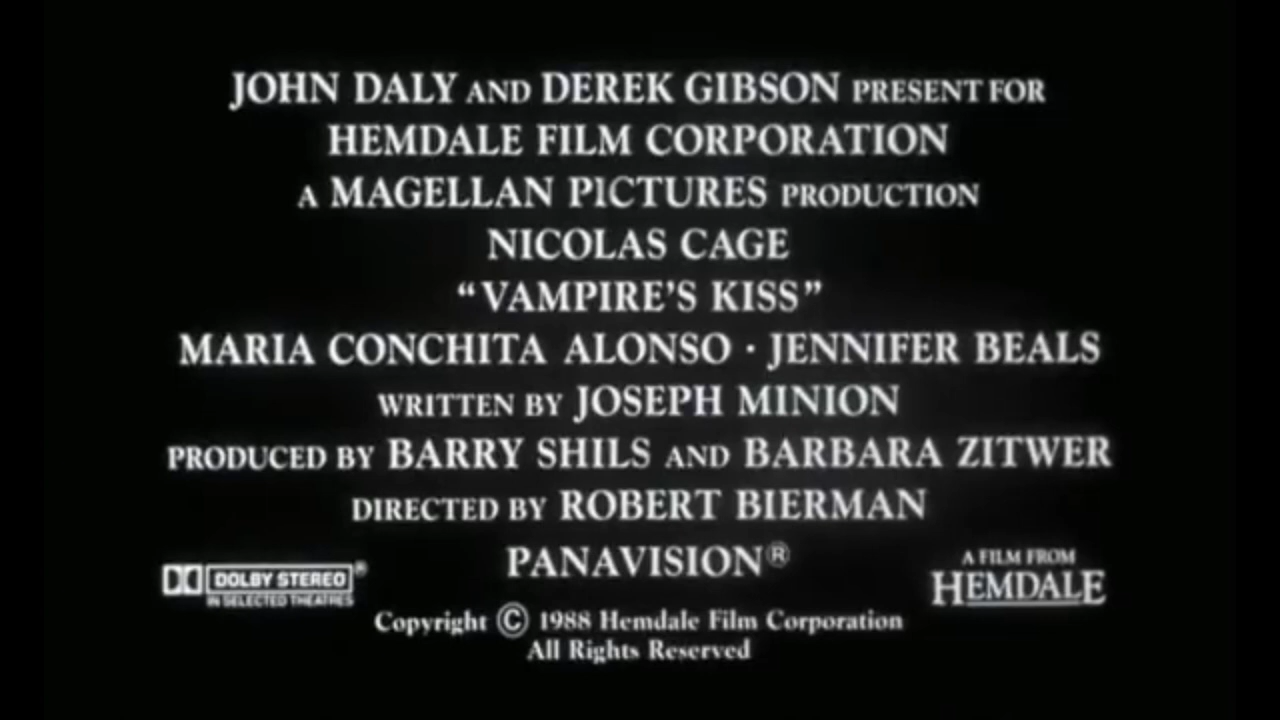 JOHN DALY AND DEREK GIBSON PRESENT FOR
HEMDALE FILM CORPORATION
A MAGELLAN PICTURES PRODUCTION
NICOLAS CAGE
“VAMPIRE’S KISS”
MARIA CONCHITA ALONSO · JENNIFER BEALS
WRITTEN BY JOSEPH MINION
PRODUCED BY BARRY SHILS AND BARBARA ZITWER
DIRECTED BY ROBERT BIERMAN
PANAVISION®
DOLBY STEREO®
IN SELECTED THEATRES
A FILM FROM
HEMDALE
Copyright © 1988 Hemdale Film Corporation
All Rights Reserved